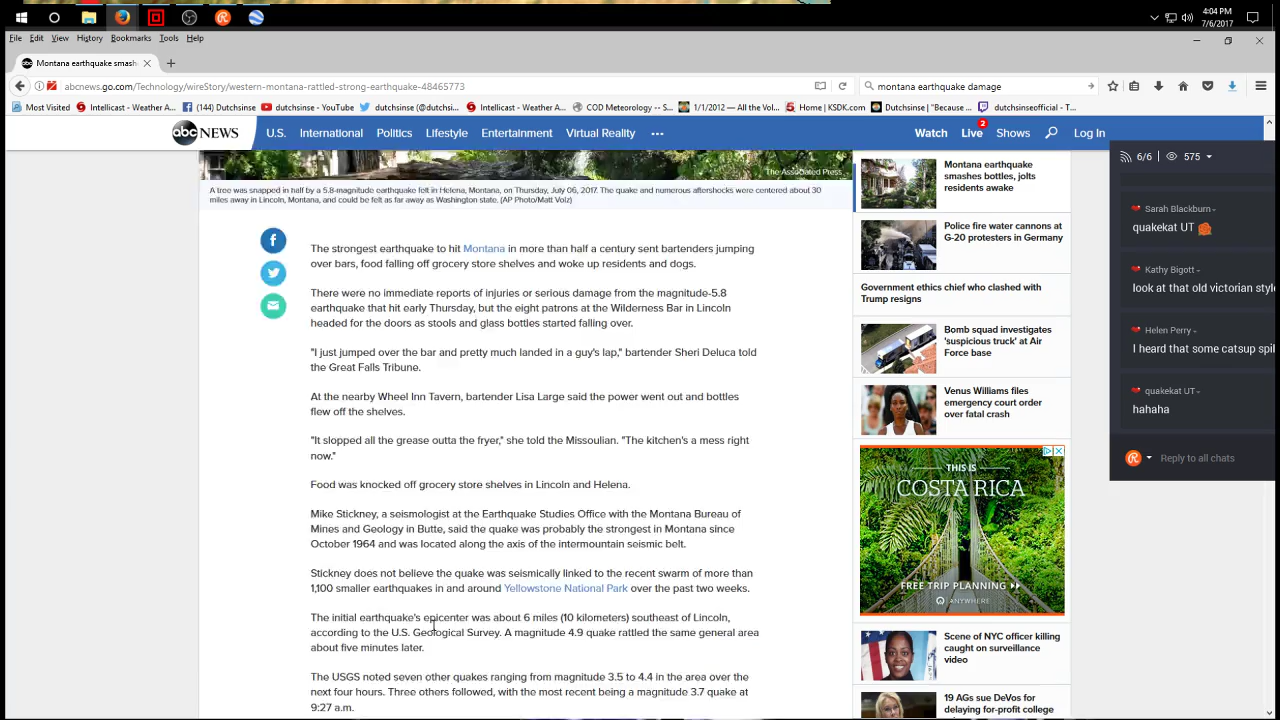 4:04 PM
7/6/2017
File Edit View History Bookmarks Tools Help
Montana earthquake smash
abcnews.go.com/Technology/wireStory/western-montana-rattled-strong-earthquake-48465773
montana earthquake damage
Most Visited Intellicast - Weather A... (144) Dutchsinse dutchsinse - YouTube dutchsinse (@dutchsi... Intellicast - Weather A... COD Meteorology -- S... 1/1/2012 — All the Vol... Home | KSDK.com Dutchsinse | "Because ... dutchsinseofficial - T...
abc NEWS U.S. International Politics Lifestyle Entertainment Virtual Reality ••• Watch Live 2 Shows Log In
The Associated Press
A tree was snapped in half by a 5.8-magnitude earthquake felt in Helena, Montana, on Thursday, July 06, 2017. The quake and numerous aftershocks were centered about 30
miles away in Lincoln, Montana, and could be felt as far away as Washington state. (AP Photo/Matt Volz)
The strongest earthquake to hit Montana in more than half a century sent bartenders jumping
over bars, food falling off grocery store shelves and woke up residents and dogs.
There were no immediate reports of injuries or serious damage from the magnitude-5.8
earthquake that hit early Thursday, but the eight patrons at the Wilderness Bar in Lincoln
headed for the doors as stools and glass bottles started falling over.
"I just jumped over the bar and pretty much landed in a guy's lap," bartender Sheri Deluca told
the Great Falls Tribune.
At the nearby Wheel Inn Tavern, bartender Lisa Large said the power went out and bottles
flew off the shelves.
"It slopped all the grease outta the fryer," she told the Missoulian. "The kitchen's a mess right
now."
Food was knocked off grocery store shelves in Lincoln and Helena.
Mike Stickney, a seismologist at the Earthquake Studies Office with the Montana Bureau of
Mines and Geology in Butte, said the quake was probably the strongest in Montana since
October 1964 and was located along the axis of the intermountain seismic belt.
Stickney does not believe the quake was seismically linked to the recent swarm of more than
1,100 smaller earthquakes in and around Yellowstone National Park over the past two weeks.
The initial earthquake's epicenter was about 6 miles (10 kilometers) southeast of Lincoln,
according to the U.S. Geological Survey. A magnitude 4.9 quake rattled the same general area
about five minutes later.
The USGS noted seven other quakes ranging from magnitude 3.5 to 4.4 in the area over the
next four hours. Three others followed, with the most recent being a magnitude 3.7 quake at
9:27 a.m.
Montana earthquake
smashes bottles, jolts
residents awake
Police fire water cannons at
G-20 protesters in Germany
Government ethics chief who clashed with
Trump resigns
Bomb squad investigates
'suspicious truck' at Air
Force base
Venus Williams files
emergency court order
over fatal crash
THIS IS
COSTA RICA
FREE TRIP PLANNING
ANYWHERE
Scene of NYC officer killing
caught on surveillance
video
19 AGs sue DeVos for
delaying for-profit college
6/6 575
Sarah Blackburn
quakekat UT
Kathy Bigott
look at that old victorian style
Helen Perry
I heard that some catsup spil
quakekat UT
hahaha
Reply to all chats